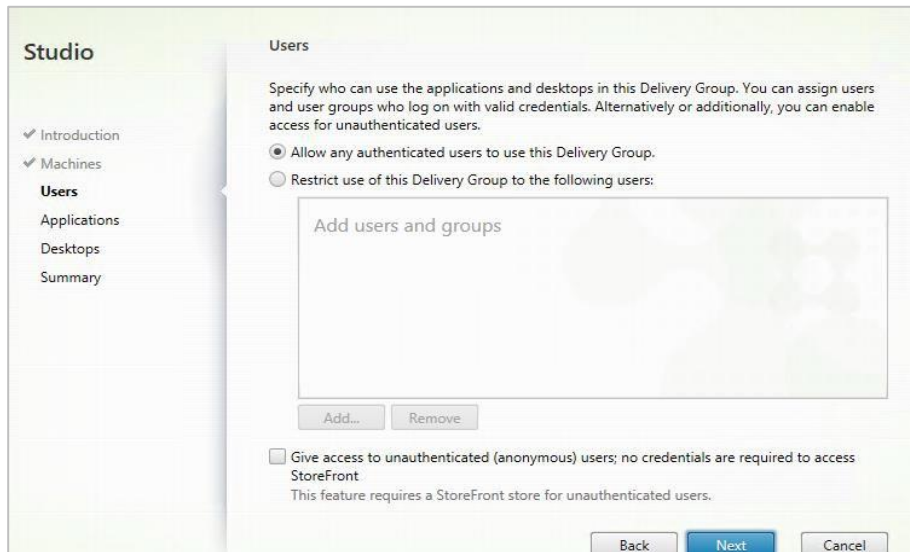 Studio
Introduction
Machines
Users
Applications
Desktops
Summary
Users
Specify who can use the applications and desktops in this Delivery Group. You can assign users
and user groups who log on with valid credentials. Alternatively or additionally, you can enable
access for unauthenticated users.
Allow any authenticated users to use this Delivery Group.
Restrict use of this Delivery Group to the following users:
Add users and groups
Add...
Remove
Give access to unauthenticated (anonymous) users; no credentials are required to access
StoreFront
This feature requires a StoreFront store for unauthenticated users.
Back
Next
Cancel